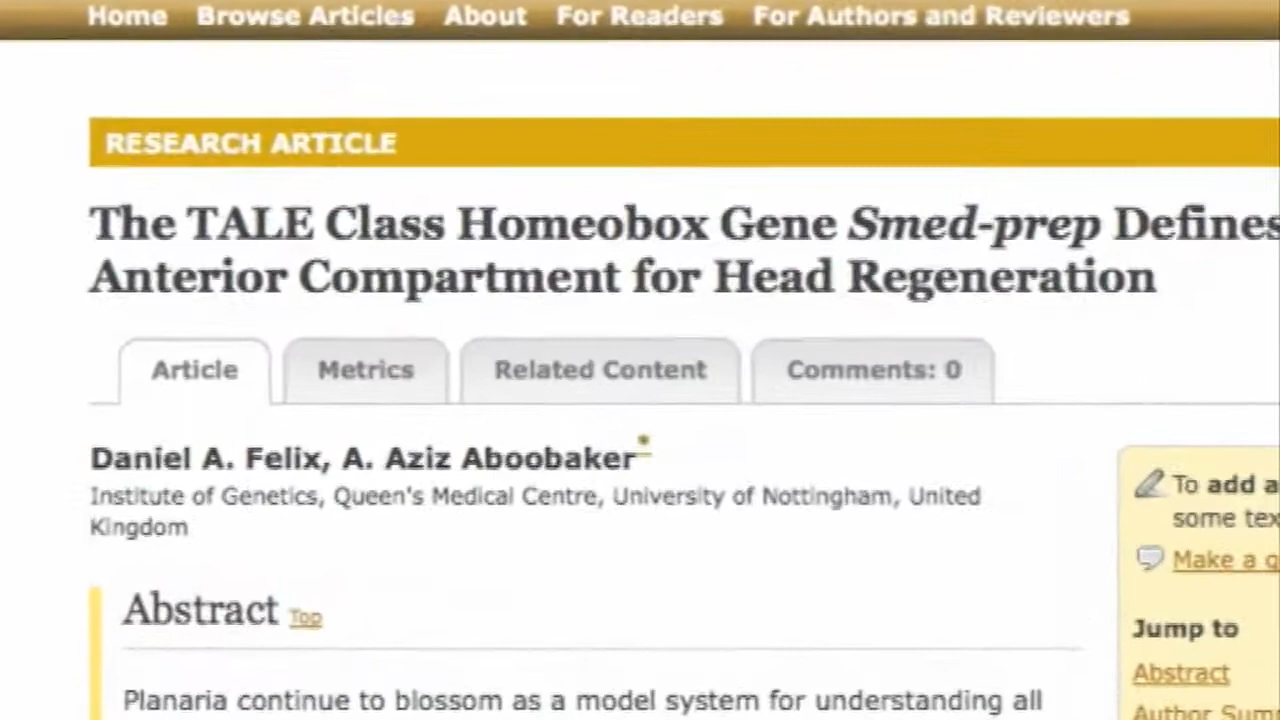 Home Browse Articles About For Readers For Authors and Reviewers
RESEARCH ARTICLE
The TALE Class Homeobox Gene Smed-prep Defines
Anterior Compartment for Head Regeneration
Article Metrics Related Content Comments: 0
Daniel A. Felix, A. Aziz Aboobaker*
Institute of Genetics, Queen's Medical Centre, University of Nottingham, United
Kingdom
To add a
some tex
Make a q
Abstract Top
Jump to
Abstract
Author Sum
Planaria continue to blossom as a model system for understanding all